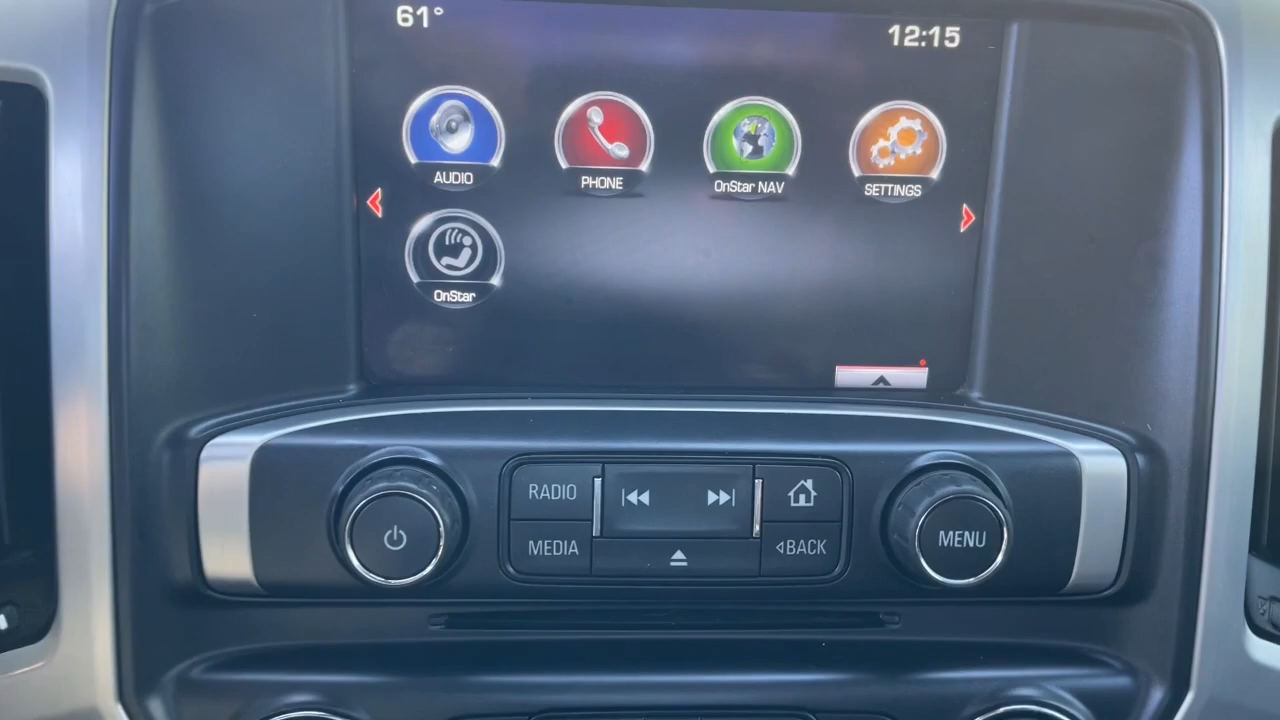 61°
12:15
AUDIO
PHONE
OnStar NAV
SETTINGS
OnStar
RADIO
MEDIA
BACK
MENU